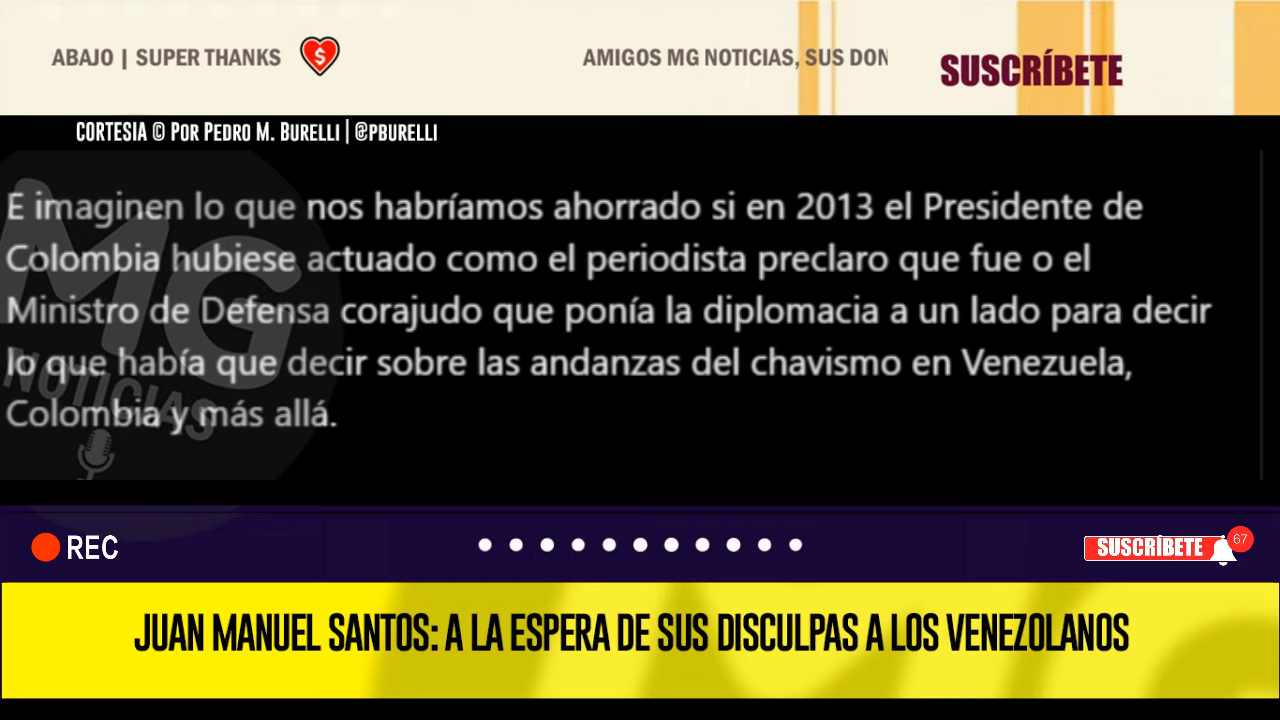 ABAJO | SUPER THANKS
AMIGOS MG NOTICIAS, SUS DON
SUSCRÍBETE
CORTESIA © POR PEDRO M. BURELLI | @PBURELLI
E imaginen lo que nos habríamos ahorrado si en 2013 el Presidente de
Colombia hubiese actuado como el periodista preclaro que fue o el
Ministro de Defensa corajudo que ponía la diplomacia a un lado para decir
lo que había que decir sobre las andanzas del chavismo en Venezuela,
Colombia y más allá.
MG
NOTICIAS
REC
SUSCRÍBETE
67
JUAN MANUEL SANTOS: A LA ESPERA DE SUS DISCULPAS A LOS VENEZOLANOS